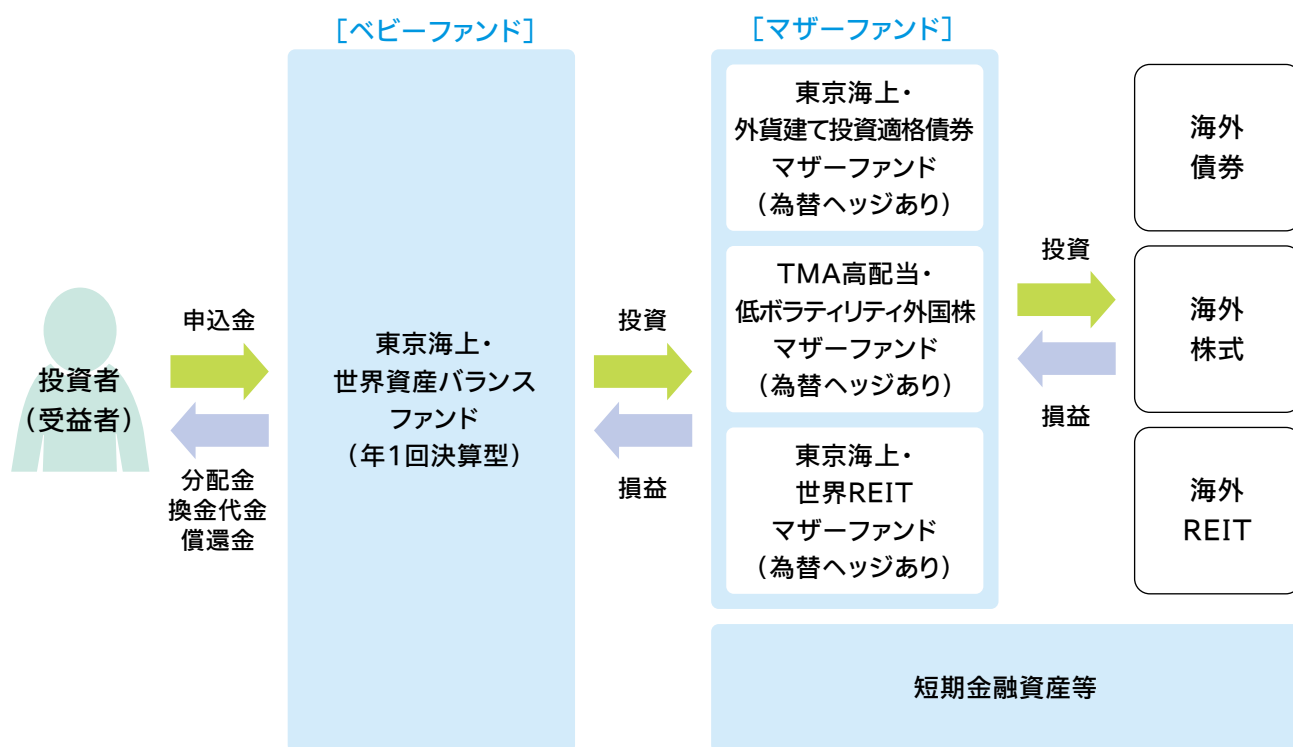 ［ベビーファンド］
［マザーファンド］
投資者
（受益者）
申込金
分配金
換金代金
償還金
東京海上・
世界資産バランス
ファンド
（年1回決算型）
投資
損益
東京海上・
外貨建て投資適格債券
マザーファンド
（為替ヘッジあり）
TMA高配当・
低ボラティリティ外国株
マザーファンド
（為替ヘッジあり）
東京海上・
世界REIT
マザーファンド
（為替ヘッジあり）
投資
損益
海外
債券
海外
株式
海外
REIT
短期金融資産等